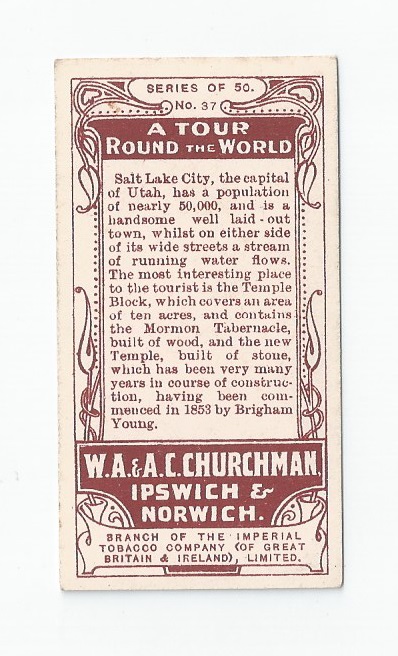 SERIES OF 50.
No. 37
A TOUR
ROUND THE WORLD
Salt Lake City, the capital
of Utah, has a population
of nearly 50,000, and is a
handsome well laid-out
town, whilst on either side
of its wide streets a stream
of running water flows.
The most interesting place
to the tourist is the Temple
Block, which covers an area
of ten acres, and contains
the Mormon Tabernacle,
built of wood, and the new
Temple, built of stone,
which has been very many
years in course of construc-
tion, having been com-
menced in 1853 by Brigham
Young.
W.A.&A.C.CHURCHMAN,
IPSWICH &
NORWICH.
BRANCH OF THE IMPERIAL
TOBACCO COMPANY (OF GREAT
BRITAIN & IRELAND), LIMITED.